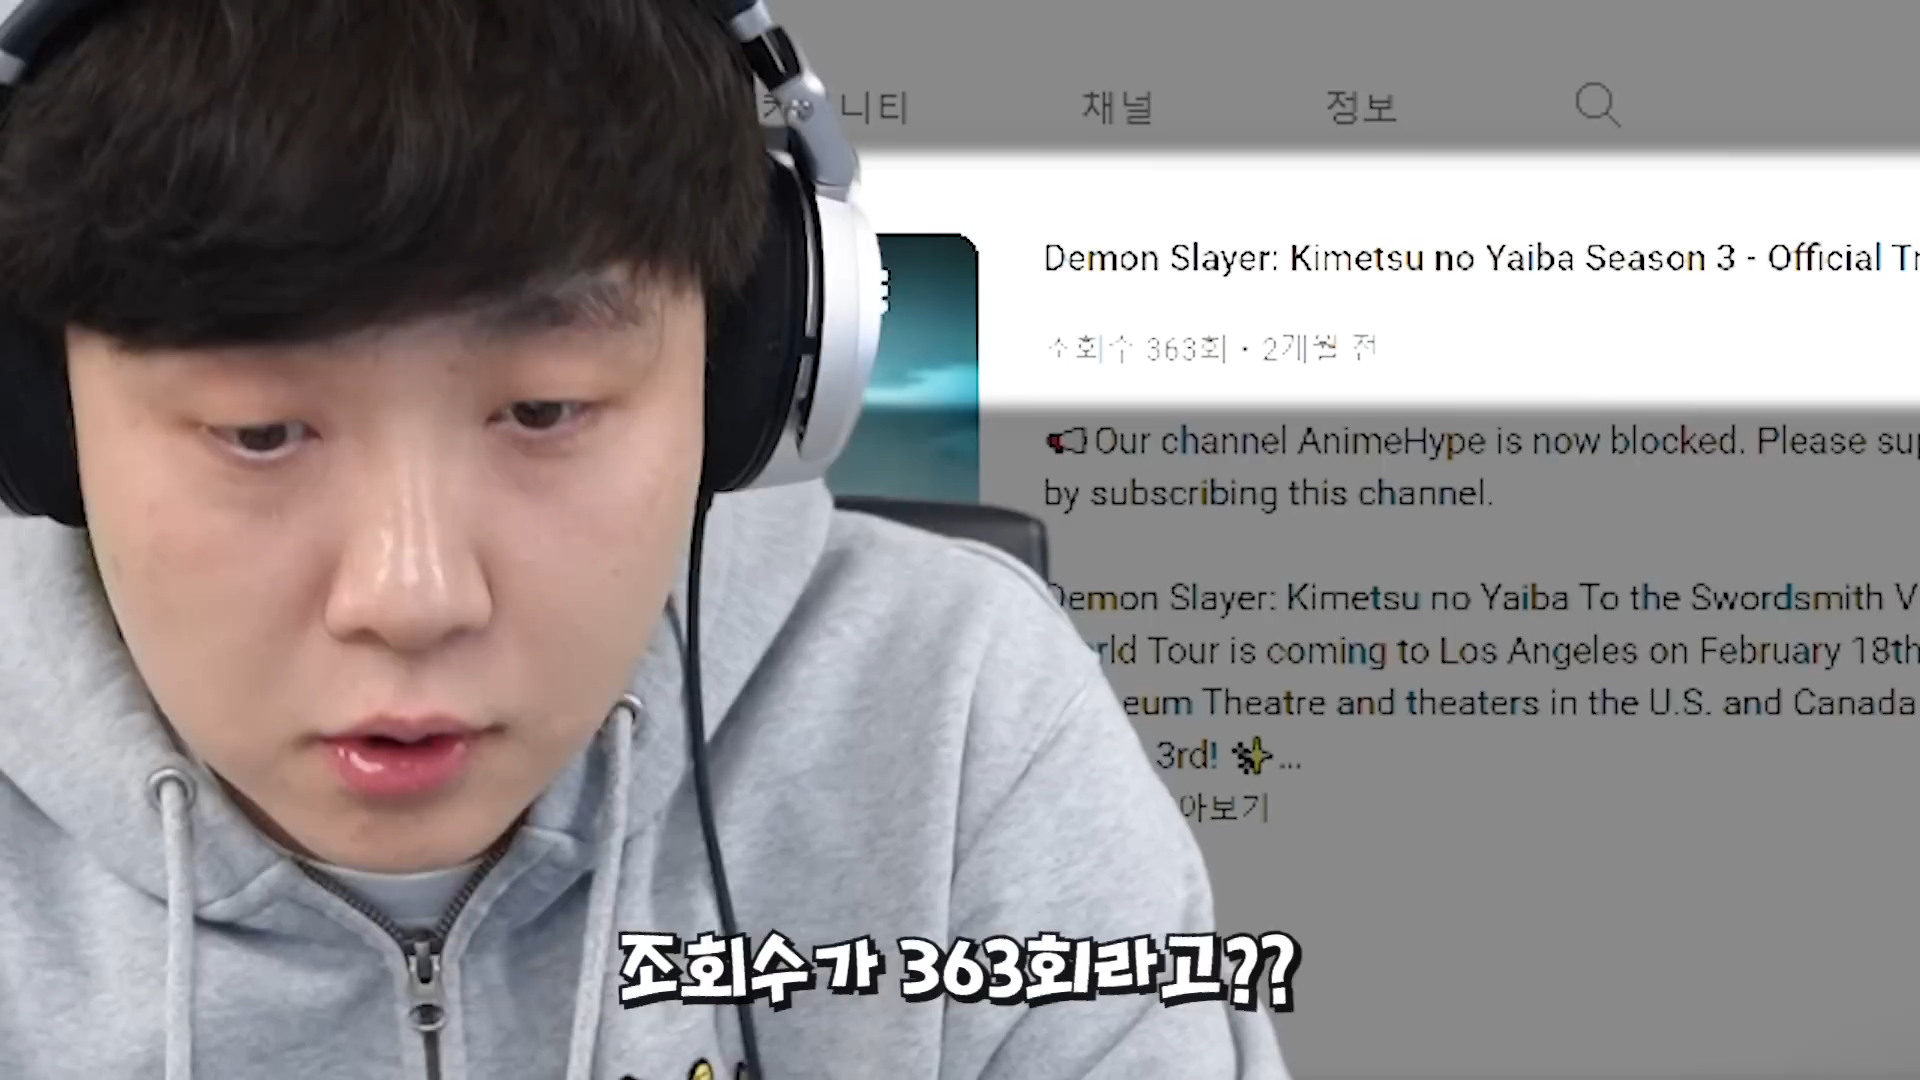 니티 채널 정보
Demon Slayer: Kimetsu no Yaiba Season 3 - Official
조회수 363회 • 2개월 전
Our channel AnimeHype is now blocked. Please
by subscribing this channel.
Demon Slayer: Kimetsu no Yaiba To the Swordsmith
rld Tour is coming to Los Angeles on February 18th
eum Theatre and theaters in the U.S. and Canada
3rd! ✨...
아보기
조회수가 363회라고??